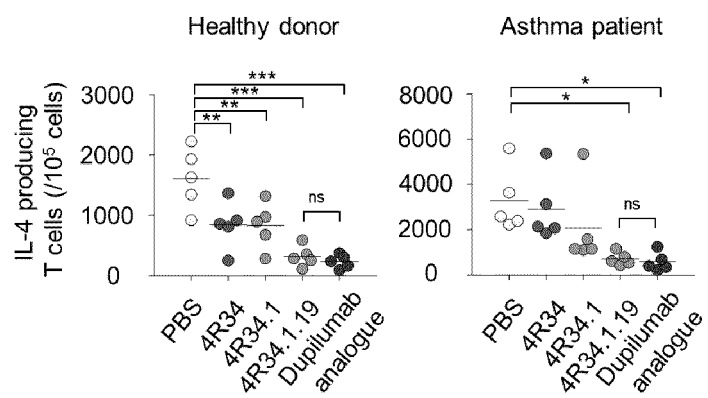 Healthy donor
Asthma patient
IL-4 producing
T cells (/10⁵ cells)
3000
2000
1000
0
***
***
**
**
ns
PBS
4R34
4R34.1
4R34.1.19
Dupilumab
analogue
8000
6000
4000
2000
0
*
*
ns
PBS
4R34
4R34.1
4R34.1.19
Dupilumab
analogue